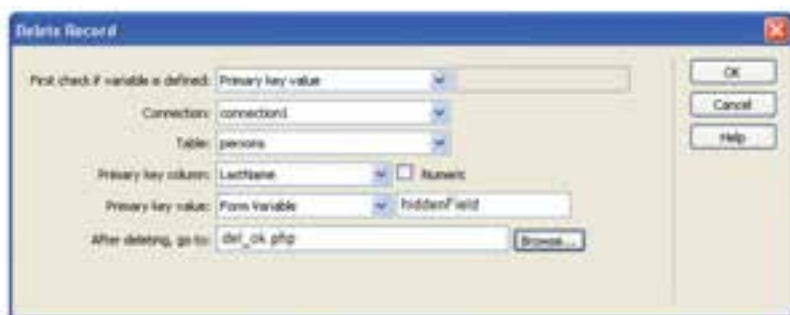 Delete Record
First check if variable is defined: Primary key value
OK
Connection: connection1
Cancel
Table: persons
Help
Primary key column: LastName Numeric
Primary key value: Form Variable hiddenField
After deleting, go to: del_ok.php Browse...